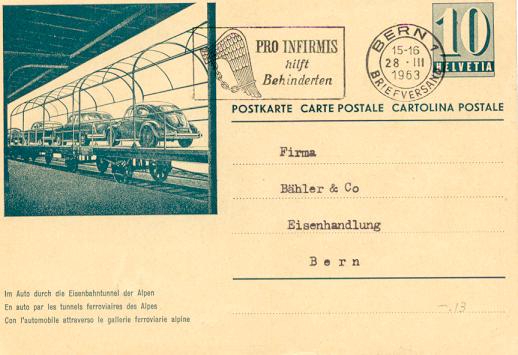 PRO INFIRMIS
hilft
Behinderten
BERN 1
15-16
28 · III
1963
BRIEFVERSAND
10
HELVETIA
POSTKARTE CARTE POSTALE CARTOLINA POSTALE
Firma
Bähler & Co
Eisenhandlung
Bern
Im Auto durch die Eisenbahntunnel der Alpen
En auto par les tunnels ferroviaires des Alpes
Con l'automobile attraverso le gallerie ferroviarie alpine
-.13